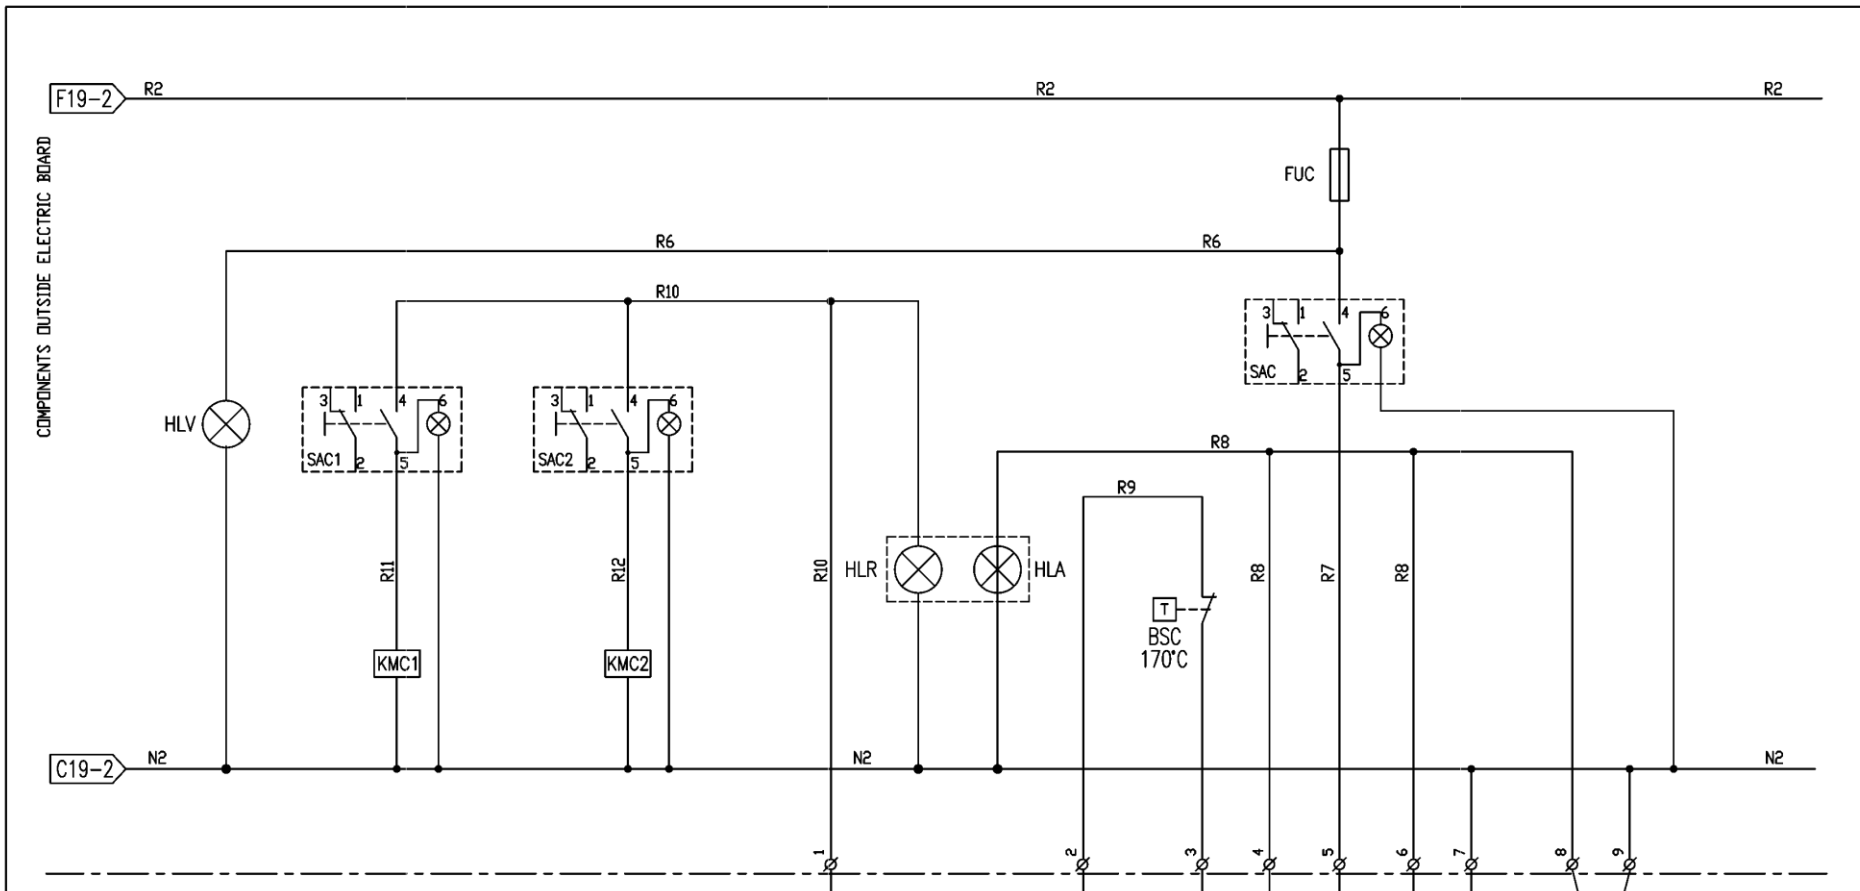 F19-2 R2 R2 R2
COMPONENTS OUTSIDE ELECTRIC BOARD
FUC
R6 R6
R10
3 1 4 6
SAC 2 5
HLV
3 1 4 6 3 1 4 6
SAC1 2 5 SAC2 2 5
R8
R9
R11 R12 R10 HLR HLA R8 R7 R8
T
BSC
170°C
KMC1 KMC2
C19-2 N2 N2 N2
1 2 3 4 5 6 7 8 9